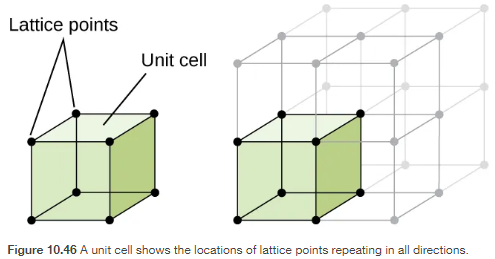 Lattice points
Unit cell
Figure 10.46 A unit cell shows the locations of lattice points repeating in all directions.